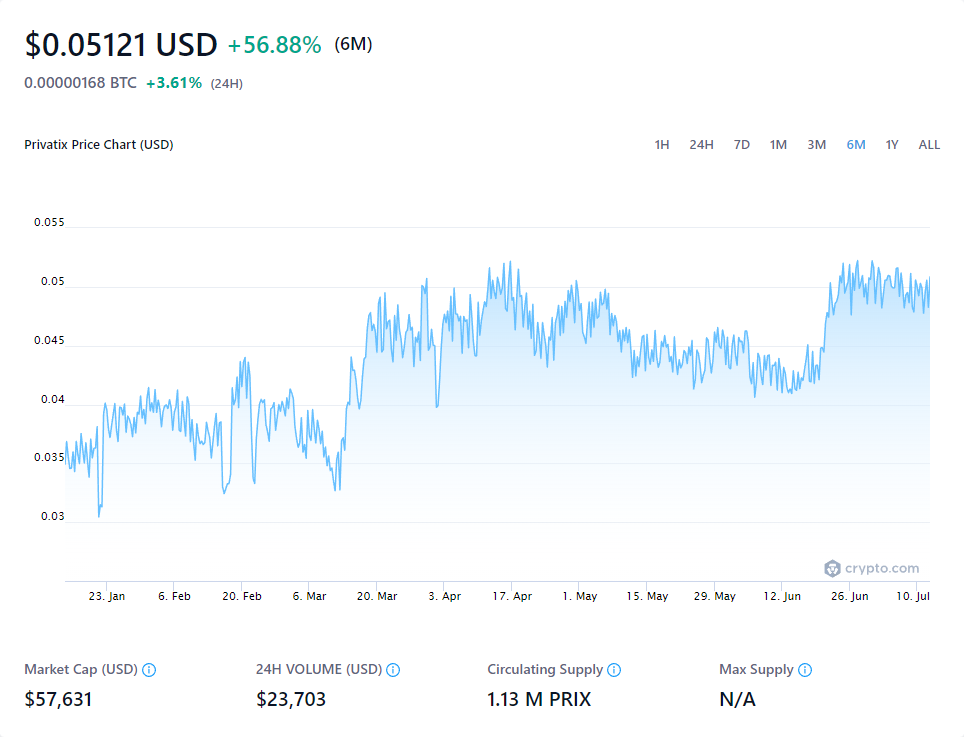 $0.05121 USD +56.88% (6M)
0.00000168 BTC +3.61% (24H)
Privatix Price Chart (USD) 1H 24H 7D 1M 3M 6M 1Y ALL
0.055
0.05
0.045
0.04
0.035
0.03
crypto.com
23. Jan 6. Feb 20. Feb 6. Mar 20. Mar 3. Apr 17. Apr 1. May 15. May 29. May 12. Jun 26. Jun 10. Jul
Market Cap (USD) 24H VOLUME (USD) Circulating Supply Max Supply
$57,631 $23,703 1.13 M PRIX N/A